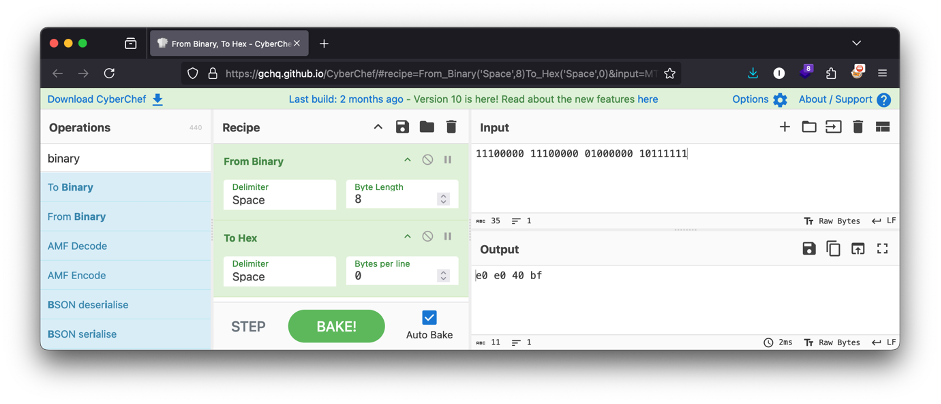 From Binary, To Hex - CyberChe
https://gchq.github.io/CyberChef/#recipe=From_Binary('Space',8)To_Hex('Space',0)&input=MT
8
Download CyberChef
Last build: 2 months ago - Version 10 is here! Read about the new features here
Options
About / Support
Operations
440
binary
To Binary
From Binary
AMF Decode
AMF Encode
BSON deserialise
BSON serialise
Recipe
From Binary
Delimiter
Space
Byte Length
8
To Hex
Delimiter
Space
Bytes per line
0
STEP
BAKE!
Auto Bake
Input
11100000 11100000 01000000 10111111
ABC 35 1
Tt Raw Bytes LF
Output
e0 e0 40 bf
ABC 11 1
2ms Tt Raw Bytes LF